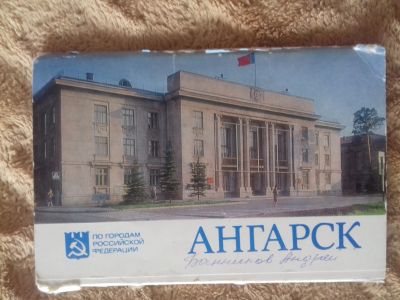 ПО ГОРОДАМ
РОССИЙСКОЙ
ФЕДЕРАЦИИ
АНГАРСК
Андрей